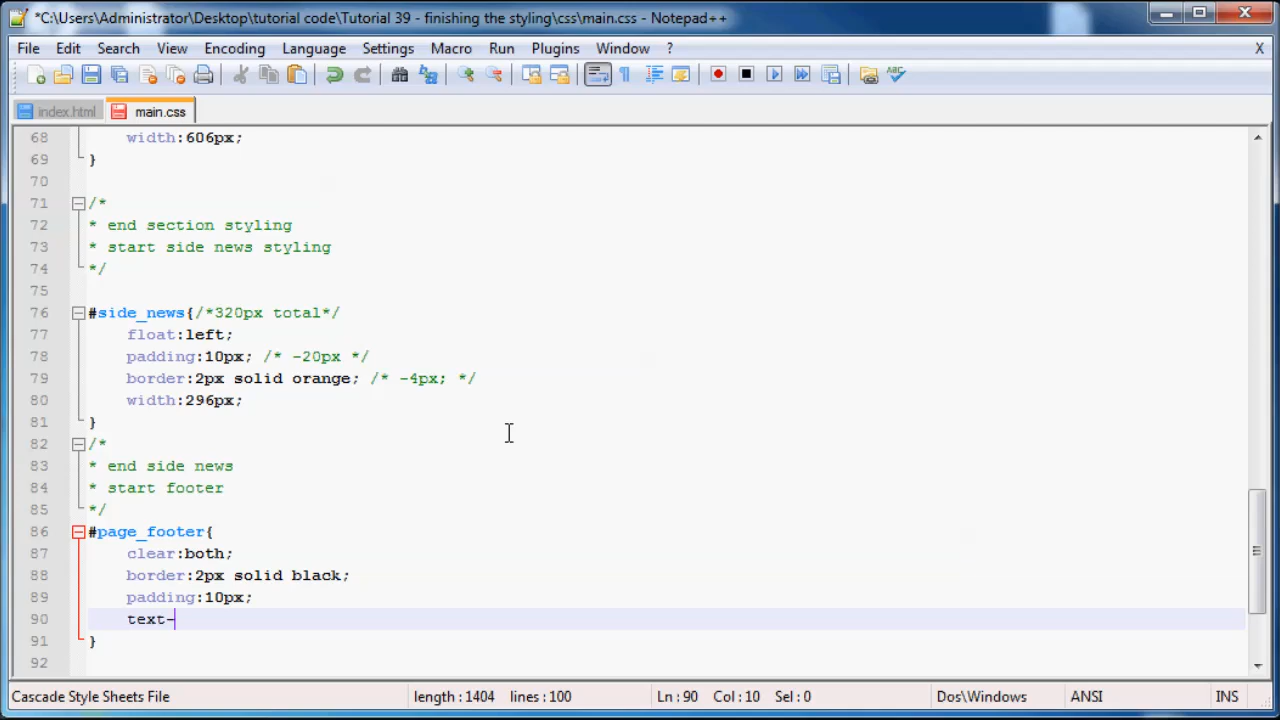 *C:\Users\Administrator\Desktop\tutorial code\Tutorial 39 - finishing the styling\css\main.css - Notepad++
File Edit Search View Encoding Language Settings Macro Run Plugins Window ? X
index.html main.css
68 width:606px;
69 }
70
71 /*
72 * end section styling
73 * start side news styling
74 */
75
76 #side_news{/*320px total*/
77 float:left;
78 padding:10px; /* -20px */
79 border:2px solid orange; /* -4px; */
80 width:296px;
81 }
82 /*
83 * end side news
84 * start footer
85 */
86 #page_footer{
87 clear:both;
88 border:2px solid black;
89 padding:10px;
90 text-
91 }
92
Cascade Style Sheets File length : 1404 lines : 100 Ln : 90 Col : 10 Sel : 0 Dos\Windows ANSI INS